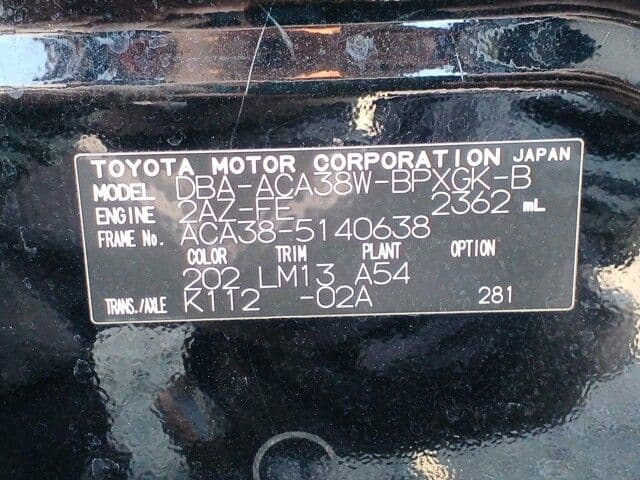 TOYOTA MOTOR CORPORATION JAPAN
MODEL DBA-ACA38W-BPXGK-B
ENGINE 2AZ-FE 2362 mL
FRAME No. ACA38-5140638
COLOR TRIM PLANT OPTION
202 LM13 A54
TRANS./AXLE K112 -02A 281